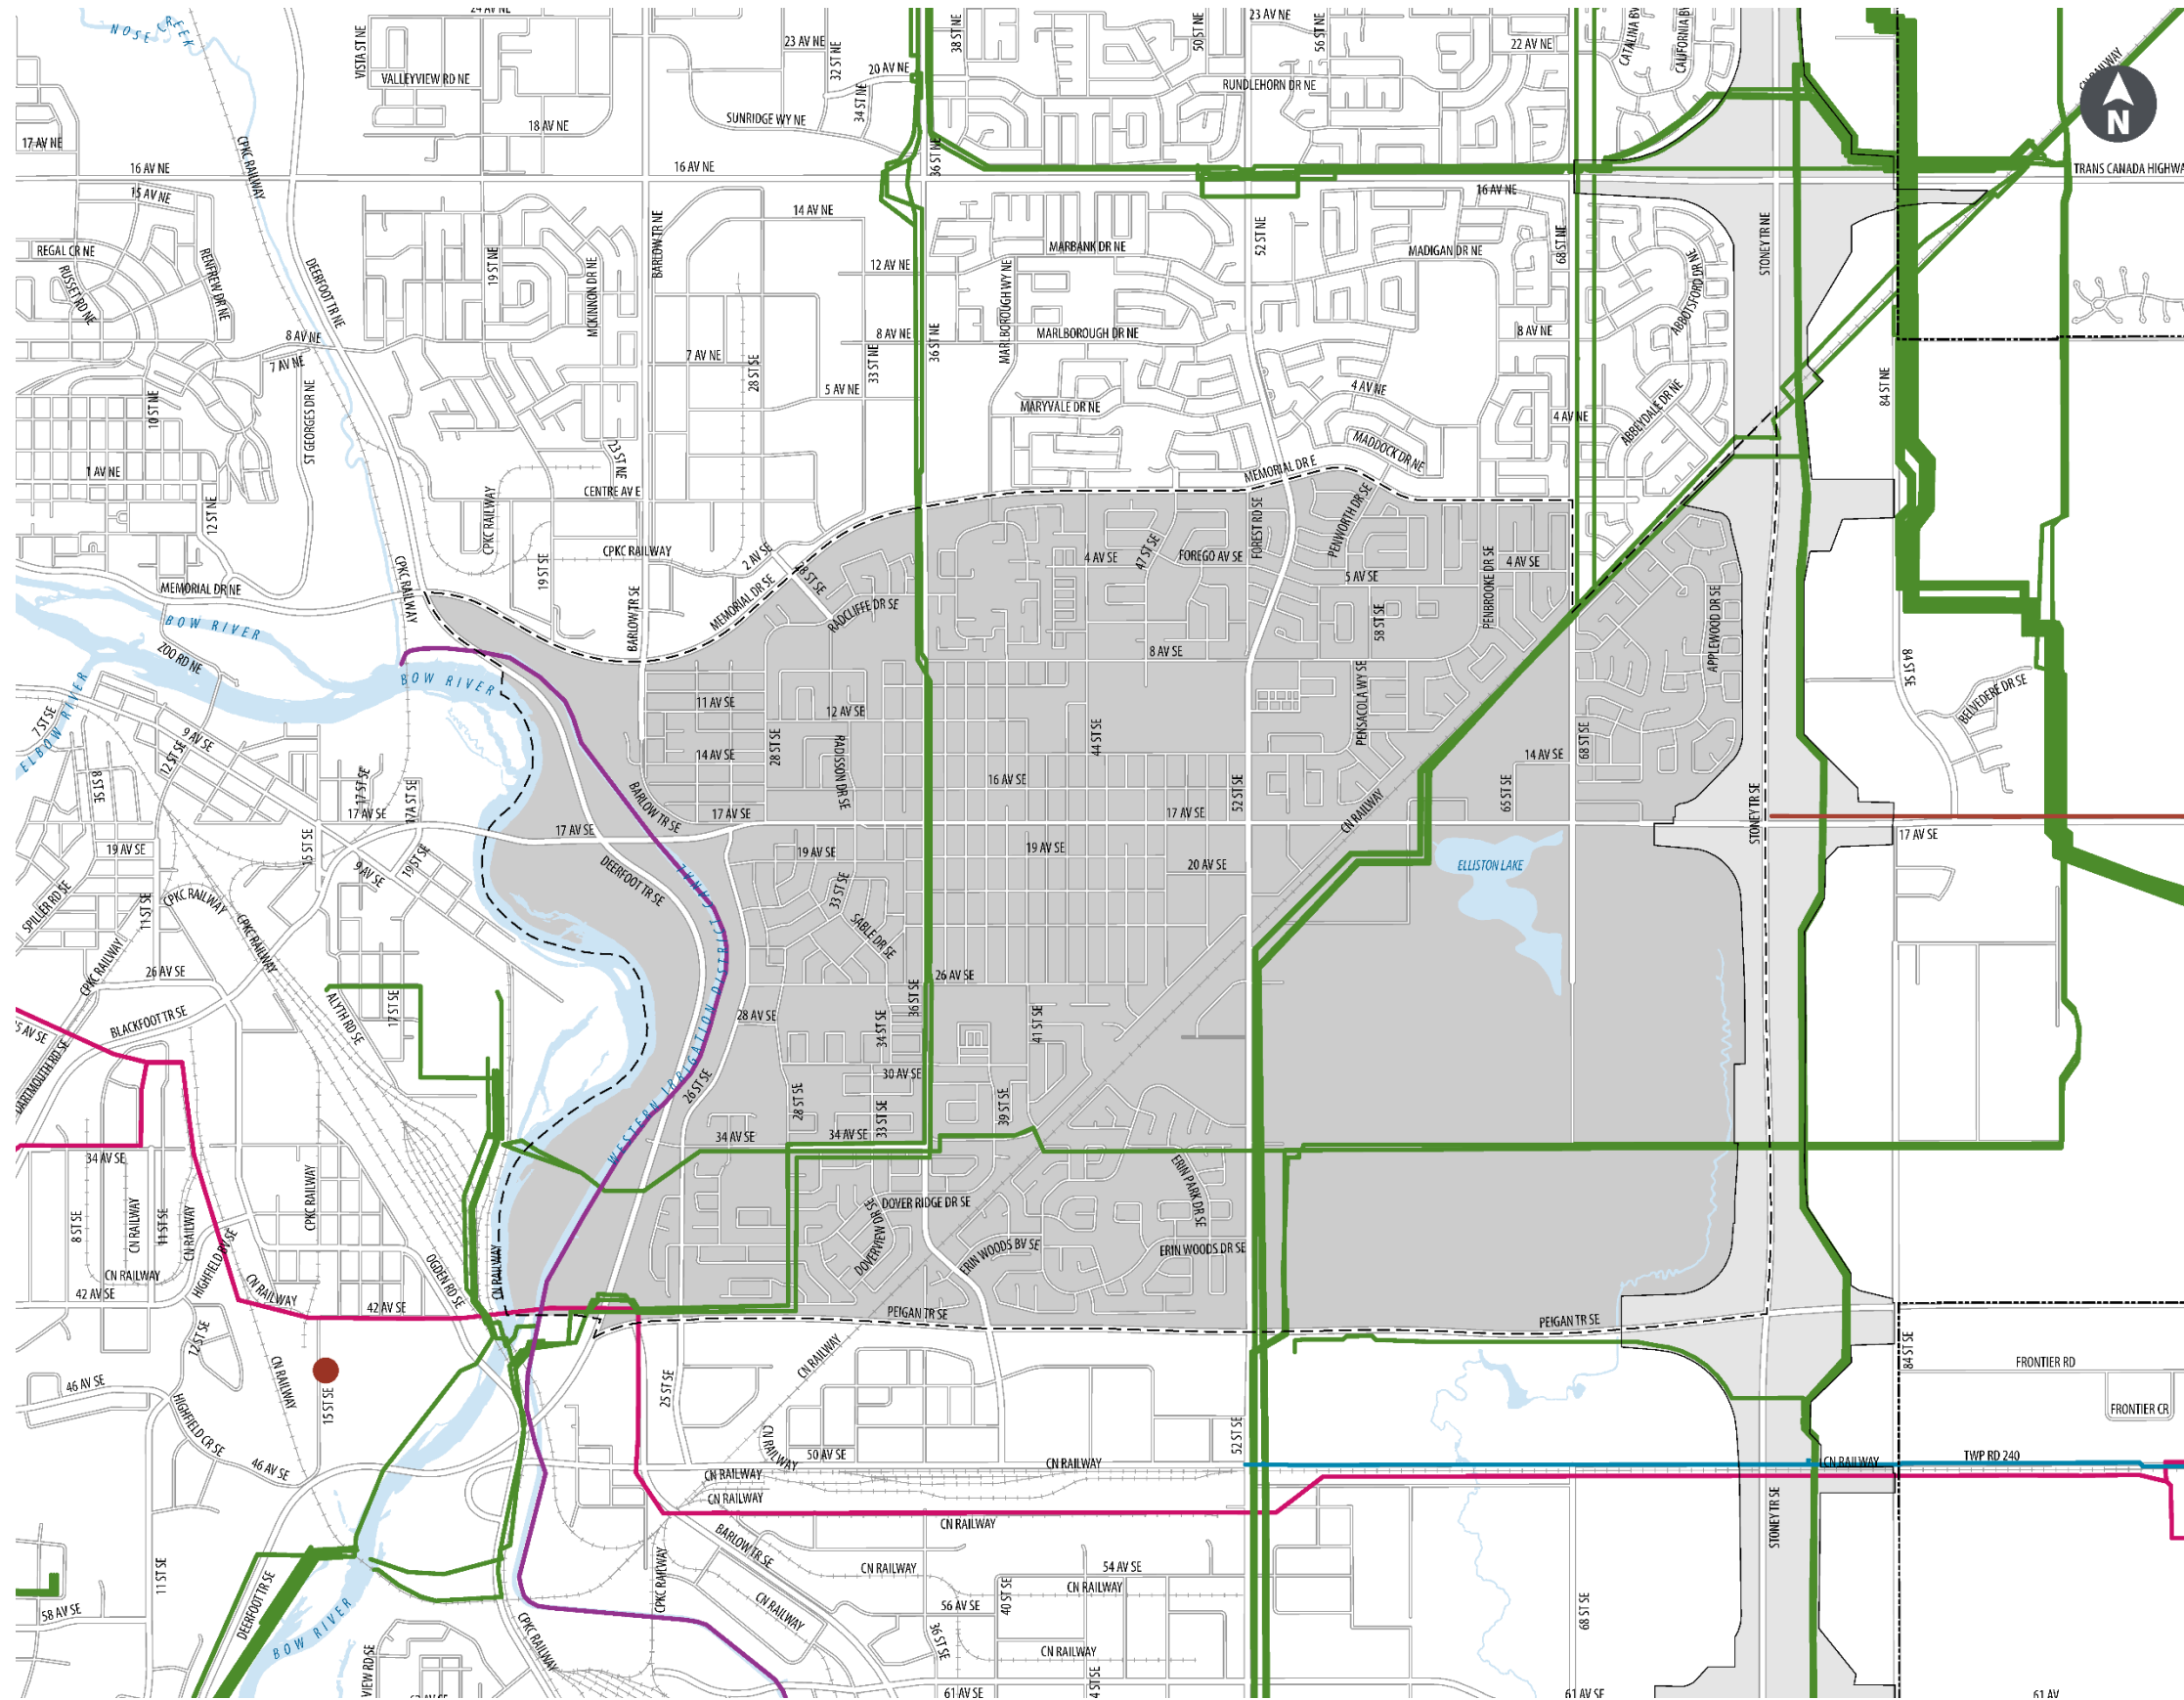 24 AV NE
NOSE CREEK
VISTA ST NE
VALLEYVIEW RD NE
23 AV NE
32 ST NE
20 AV NE
34 ST NE
38 ST NE
50 ST NE
23 AV NE
56 ST NE
22 AV NE
RUNDLEHORN DR NE
CATALINA BV
CALIFORNIA BV
CN RAILWAY
N
17 AV NE
18 AV NE
SUNRIDGE WY NE
CPKC RAILWAY
16 AV NE
16 AV NE
36 ST NE
TRANS CANADA HIGHWA
15 AV NE
16 AV NE
14 AV NE
REGAL CR NE
RUSSET RD NE
RENFREW DR NE
DEERFOOT TR NE
19 ST NE
MCKINNON DR NE
BARLOW TR NE
12 AV NE
MARBANK DR NE
52 ST NE
MADIGAN DR NE
68 ST NE
ABBOTSFORD DR NE
STONEY TR NE
8 AV NE
7 AV NE
7 AV NE
28 ST SE
8 AV NE
33 ST NE
36 ST NE
MARLBOROUGH WY NE
MARLBOROUGH DR NE
8 AV NE
84 ST NE
5 AV NE
4 AV NE
MARYVALE DR NE
4 AV NE
ABBEYDALE DR NE
MADDOCK DR NE
10 ST NE
ST GEORGES DR NE
1 AV NE
12 ST NE
23 ST NE
CENTRE AV E
CPKC RAILWAY
MEMORIAL DR E
CPKC RAILWAY
19 ST SE
CPKC RAILWAY
2 AV SE
28 ST SE
MEMORIAL DR SE
RADCLIFFE DR SE
BARLOW TR SE
4 AV SE
47 ST SE
FOREGO AV SE
FOREST RD SE
PENWORTH DR SE
5 AV SE
58 ST SE
PENBROOKE DR SE
4 AV SE
APPLEWOOD DR SE
MEMORIAL DR NE
BOW RIVER
ZOO RD NE
BOW RIVER
ELBOW RIVER
7 ST SE
8 AV SE
84 ST SE
BELVEDERE DR SE
11 AV SE
12 AV SE
14 AV SE
28 ST SE
RADISSON DR SE
44 ST SE
16 AV SE
52 ST SE
PENSACOLA WY SE
14 AV SE
68 ST SE
65 ST SE
9 AV SE
12 ST SE
8 ST SE
17 ST SE
17A ST SE
17 AV SE
15 ST SE
17 AV SE
BARLOW TR SE
17 AV SE
17 AV SE
CN RAILWAY
STONEY TR SE
17 AV SE
19 AV SE
9 AV SE
19 ST SE
DEERFOOT TR SE
19 AV SE
33 ST SE
SABLE DR SE
19 AV SE
20 AV SE
ELLISTON LAKE
SPILLER RD SE
11 ST SE
CPKC RAILWAY
CPKC RAILWAY
CPKC RAILWAY
WESTERN IRRIGATION DISTRICT CANAL
26 AV SE
26 AV SE
ALYTH RD SE
17 ST SE
BLACKFOOT TR SE
DARTMOUTH RD SE
5 AV SE
28 AV SE
34 ST SE
36 ST SE
41 ST SE
30 AV SE
26 ST SE
28 ST SE
33 ST SE
39 ST SE
34 AV SE
34 AV SE
34 AV SE
8 ST SE
CN RAILWAY
11 ST SE
CN RAILWAY
CPKC RAILWAY
HIGHFIELD BV SE
OGDEN RD SE
CN RAILWAY
DOVER RIDGE DR SE
DOVERVIEW DR SE
ERIN WOODS BV SE
ERIN PARK DR SE
ERIN WOODS DR SE
CN RAILWAY
CN RAILWAY
42 AV SE
42 AV SE
PEIGAN TR SE
PEIGAN TR SE
12 ST SE
CN RAILWAY
46 AV SE
15 ST SE
HIGHFIELD CR SE
46 AV SE
25 ST SE
CN RAILWAY
CN RAILWAY
50 AV SE
52 ST SE
84 ST SE
FRONTIER RD
FRONTIER CR
CN RAILWAY
CN RAILWAY
CN RAILWAY
CN RAILWAY
TWP RD 240
CN RAILWAY
BARLOW TR SE
STONEY TR SE
11 ST SE
58 AV SE
DEERFOOT TR SE
BOW RIVER
VIEW RD SE
CPKC RAILWAY
CPKC RAILWAY
CN RAILWAY
CN RAILWAY
54 AV SE
CN RAILWAY
40 ST SE
56 AV SE
36 ST SE
CN RAILWAY
68 ST SE
61 AV SE
4 ST SE
61 AV SE
61 AV